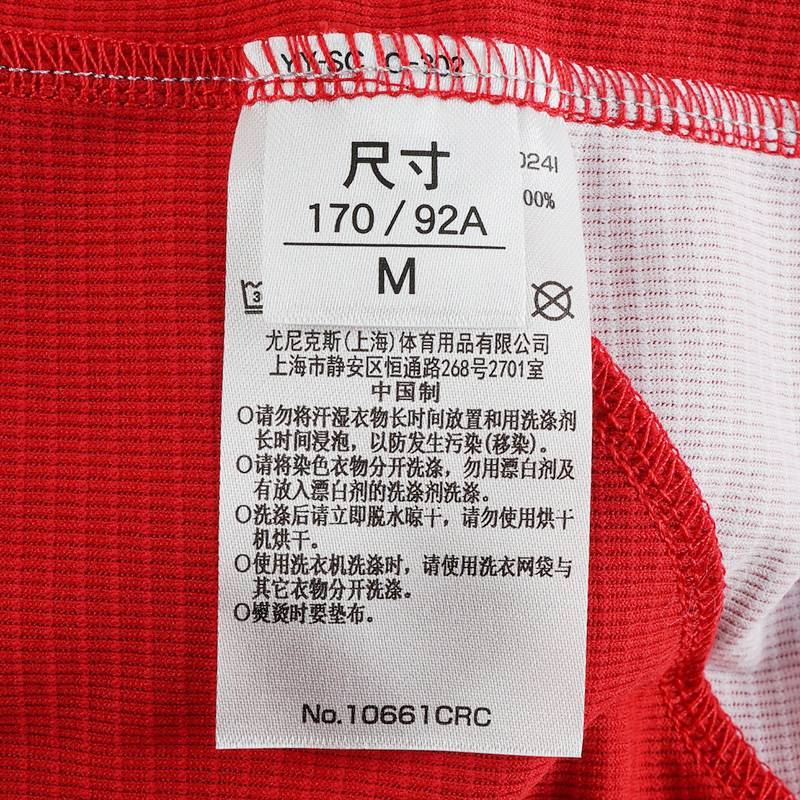 YY-SC C-302
尺寸
0241
170 / 92A
00%
M
尤尼克斯(上海)体育用品有限公司
上海市静安区恒通路268号2701室
中国制
○请勿将汗湿衣物长时间放置和用洗涤剂
长时间浸泡，以防发生污染(移染)。
○请将染色衣物分开洗涤，勿用漂白剂及
有放入漂白剂的洗涤剂洗涤。
○洗涤后请立即脱水晾干，请勿使用烘干
机烘干。
○使用洗衣机洗涤时，请使用洗衣网袋与
其它衣物分开洗涤。
○熨烫时要垫布。
No.10661CRC